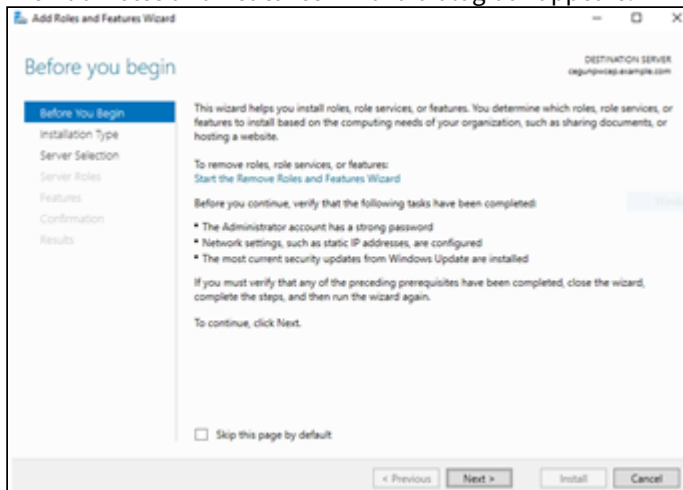 Add Roles and Features Wizard
Before you begin
DESTINATION SERVER
Before You Begin
Installation Type
Server Selection
Server Roles
Features
Confirmation
Results
This wizard helps you install roles, role services, or features. You determine which roles, role services, or
features to install based on the computing needs of your organization, such as sharing documents, or
hosting a website.
To remove roles, role services, or features:
Start the Remove Roles and Features Wizard
Before you continue, verify that the following tasks have been completed:
• The Administrator account has a strong password
• Network settings, such as static IP addresses, are configured
• The most current security updates from Windows Update are installed
If you must verify that any of the preceding prerequisites have been completed, close the wizard,
complete the steps, and then run the wizard again.
To continue, click Next.
Skip this page by default
< Previous
Next >
Install
Cancel